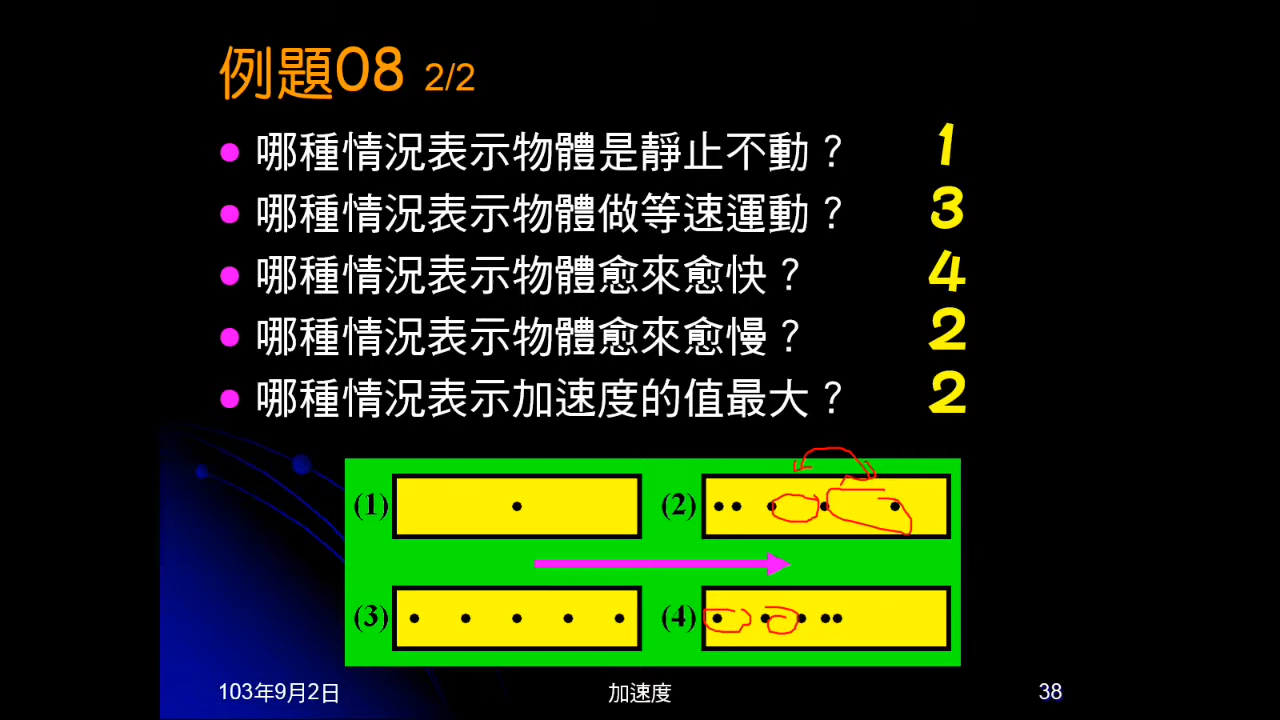 例題08 2/2
哪種情況表示物體是靜止不動？ 1
哪種情況表示物體做等速運動？ 3
哪種情況表示物體愈來愈快？ 4
哪種情況表示物體愈來愈慢？ 2
哪種情況表示加速度的值最大？ 2
(1) (2)
(3) (4)
103年9月2日 加速度 38